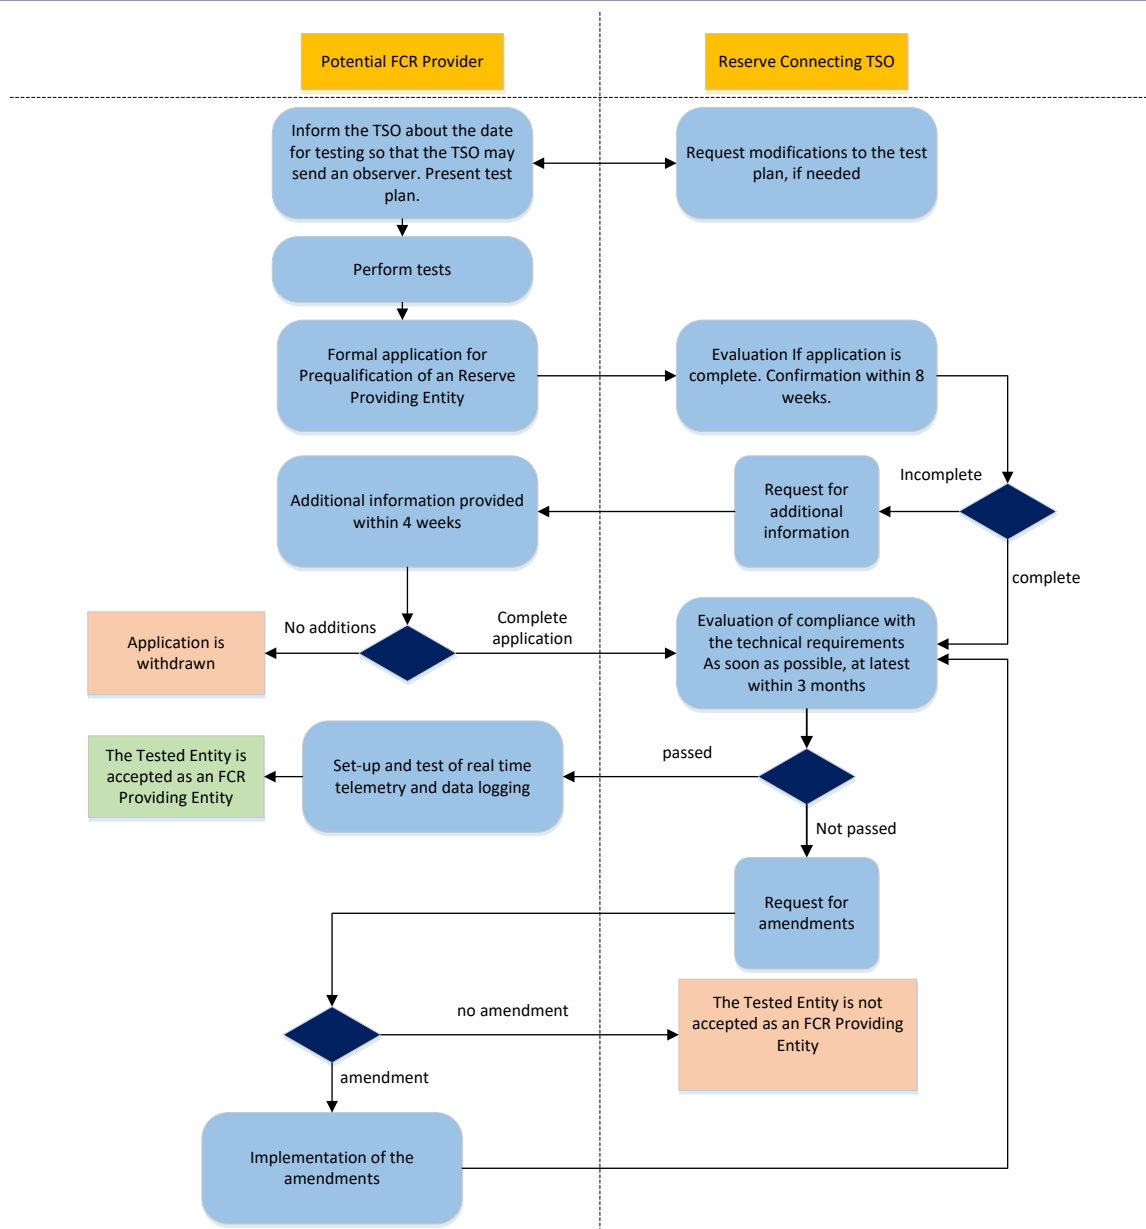 Potential FCR Provider
Reserve Connecting TSO
Inform the TSO about the date
for testing so that the TSO may
send an observer. Present test
plan.
Request modifications to the test
plan, if needed
Perform tests
Formal application for
Prequalification of an Reserve
Providing Entity
Evaluation If application is
complete. Confirmation within 8
weeks.
Incomplete
Request for
additional
information
Additional information provided
within 4 weeks
complete
No additions
Complete
application
Application is
withdrawn
Evaluation of compliance with
the technical requirements
As soon as possible, at latest
within 3 months
passed
Set-up and test of real time
telemetry and data logging
The Tested Entity is
accepted as an FCR
Providing Entity
Not passed
Request for
amendments
no amendment
The Tested Entity is not
accepted as an FCR Providing
Entity
amendment
Implementation of the
amendments